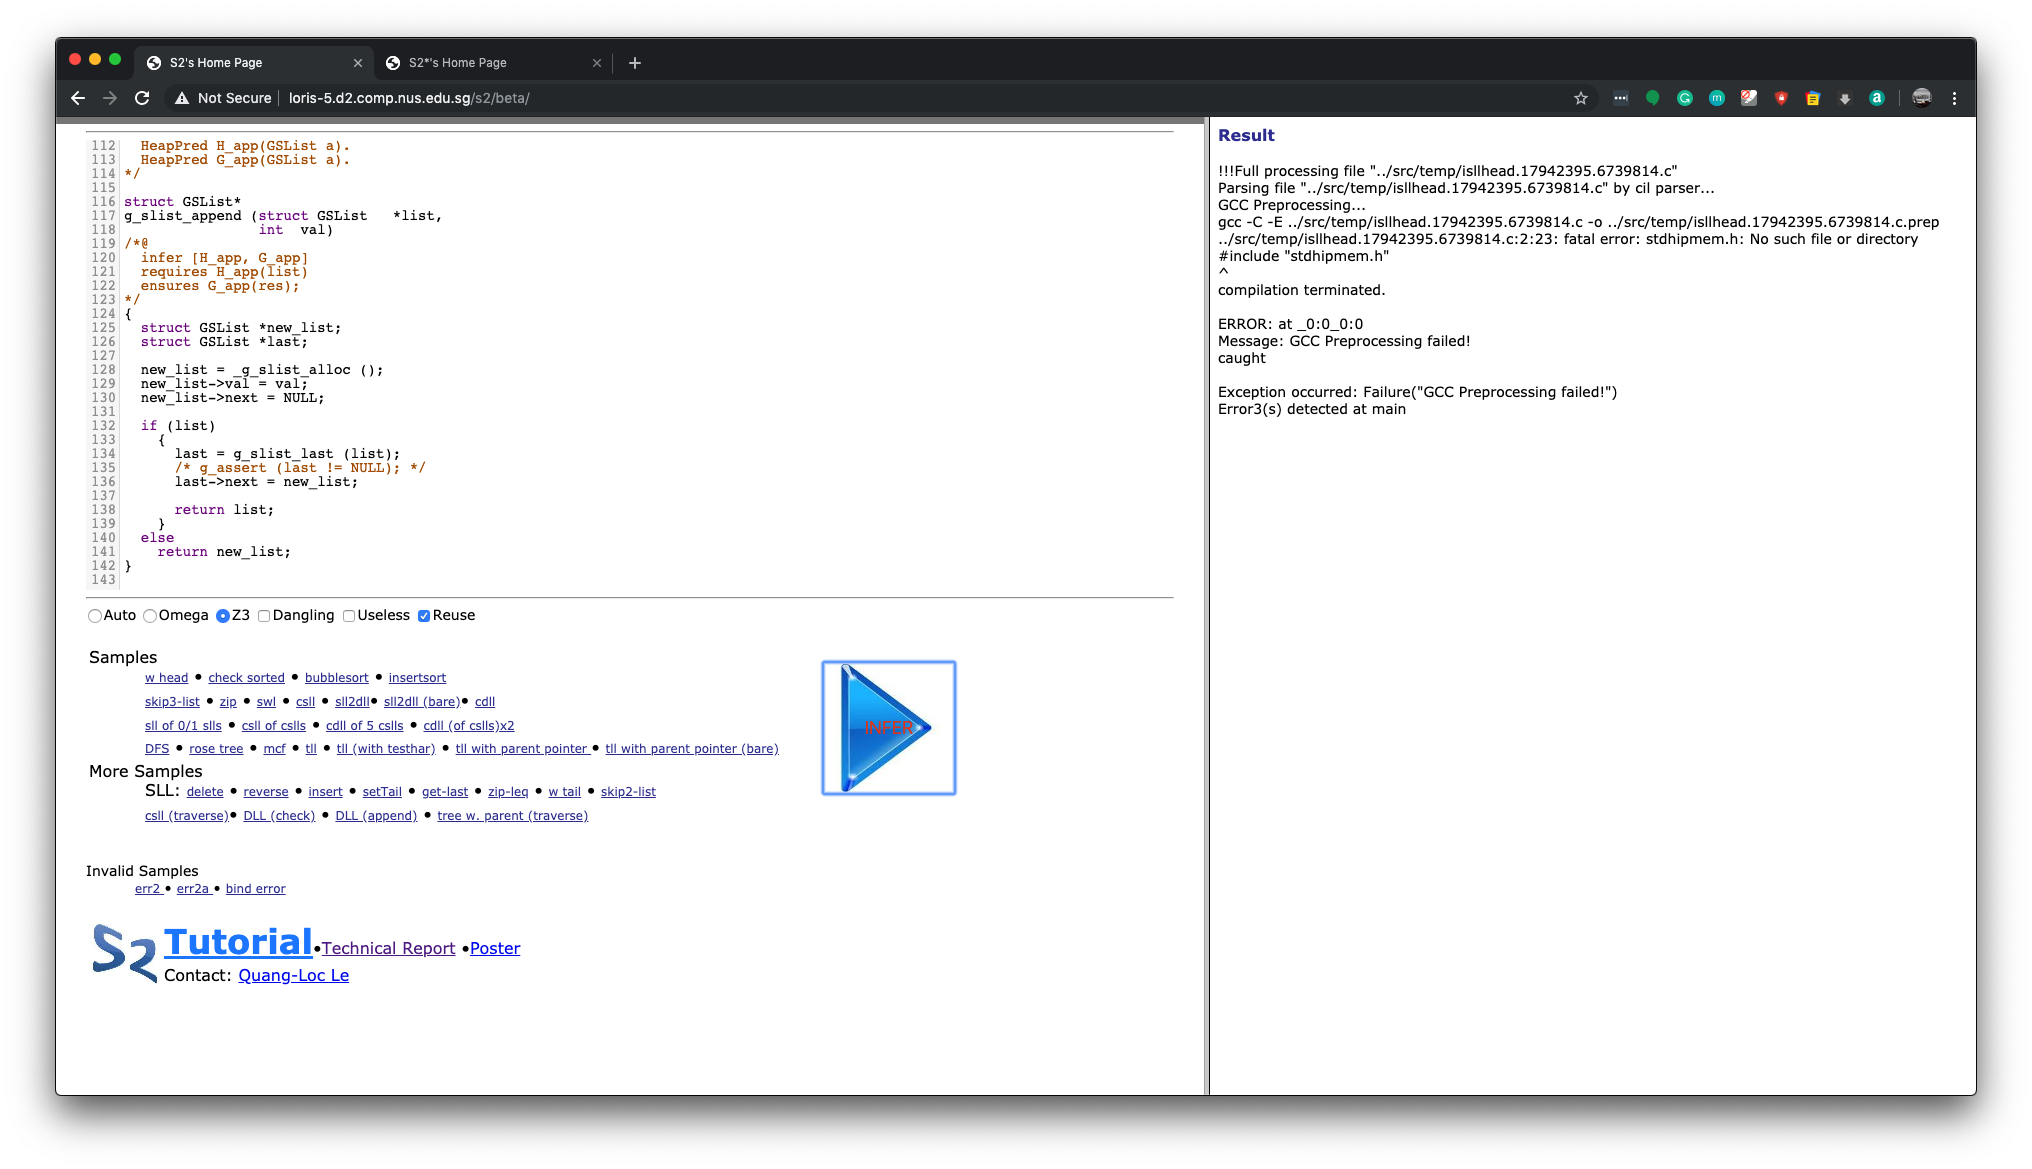 S2's Home Page
S2*'s Home Page
Not Secure loris-5.d2.comp.nus.edu.sg/s2/beta/
112 HeapPred H_app(GSList a).
113 HeapPred G_app(GSList a).
114 */
115
116 struct GSList*
117 g_slist_append (struct GSList *list,
118 int val)
119 /*@
120 infer [H_app, G_app]
121 requires H_app(list)
122 ensures G_app(res);
123 */
124 {
125 struct GSList *new_list;
126 struct GSList *last;
127
128 new_list = _g_slist_alloc ();
129 new_list->val = val;
130 new_list->next = NULL;
131
132 if (list)
133 {
134 last = g_slist_last (list);
135 /* g_assert (last != NULL); */
136 last->next = new_list;
137
138 return list;
139 }
140 else
141 return new_list;
142 }
143
Auto Omega Z3 Dangling Useless Reuse
Samples
w head • check sorted • bubblesort • insertsort
skip3-list • zip • swl • csll • sll2dll• sll2dll (bare)• cdll
sll of 0/1 slls • csll of cslls • cdll of 5 cslls • cdll (of cslls)x2
DFS • rose tree • mcf • tll • tll (with testhar) • tll with parent pointer • tll with parent pointer (bare)
INFER
More Samples
SLL: delete • reverse • insert • setTail • get-last • zip-leq • w tail • skip2-list
csll (traverse)• DLL (check) • DLL (append) • tree w. parent (traverse)
Invalid Samples
err2 • err2a • bind error
S2 Tutorial•Technical Report •Poster
Contact: Quang-Loc Le
Result
!!!Full processing file "../src/temp/isllhead.17942395.6739814.c"
Parsing file "../src/temp/isllhead.17942395.6739814.c" by cil parser...
GCC Preprocessing...
gcc -C -E ../src/temp/isllhead.17942395.6739814.c -o ../src/temp/isllhead.17942395.6739814.c.prep
../src/temp/isllhead.17942395.6739814.c:2:23: fatal error: stdhipmem.h: No such file or directory
#include "stdhipmem.h"
^
compilation terminated.
ERROR: at _0:0_0:0
Message: GCC Preprocessing failed!
caught
Exception occurred: Failure("GCC Preprocessing failed!")
Error3(s) detected at main